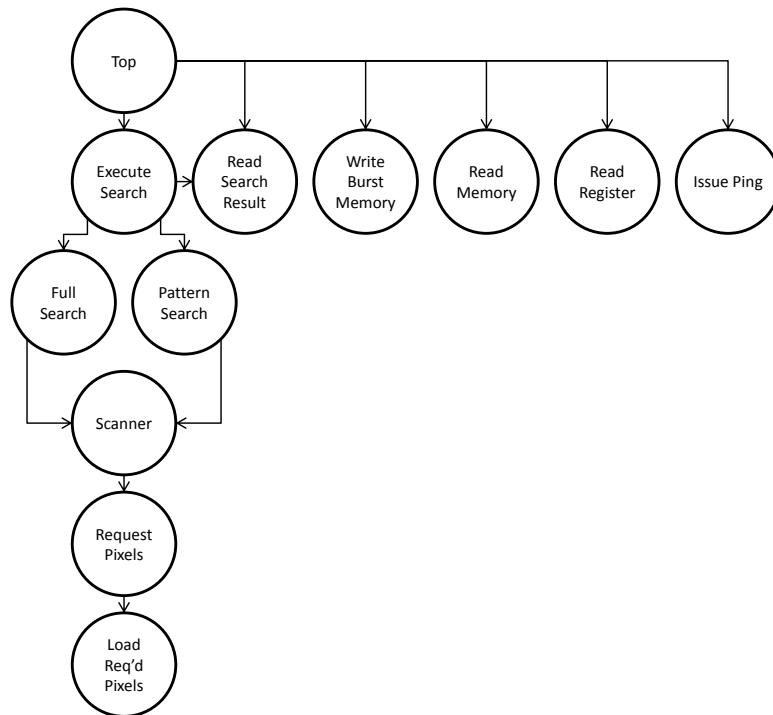 Top
Execute
Search
Read
Search
Result
Write
Burst
Memory
Read
Memory
Read
Register
Issue Ping
Full
Search
Pattern
Search
Scanner
Request
Pixels
Load
Req’d
Pixels